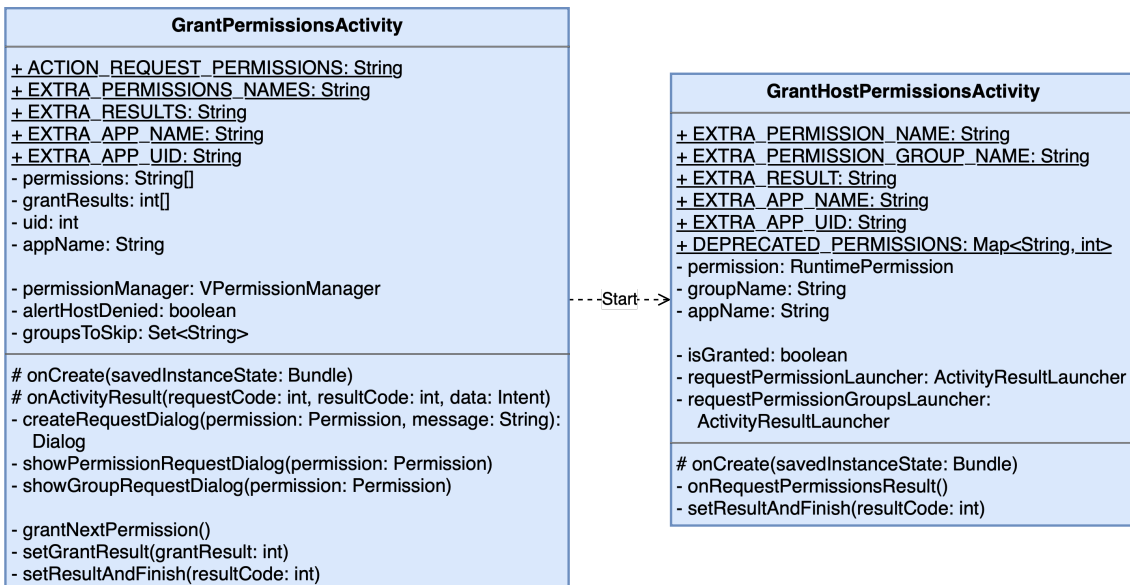 GrantPermissionsActivity
+ ACTION_REQUEST_PERMISSIONS: String
+ EXTRA_PERMISSIONS_NAMES: String
+ EXTRA_RESULTS: String
+ EXTRA_APP_NAME: String
+ EXTRA_APP_UID: String
- permissions: String[]
- grantResults: int[]
- uid: int
- appName: String
- permissionManager: VPermissionManager
- alertHostDenied: boolean
- groupsToSkip: Set<String>
# onCreate(savedInstanceState: Bundle)
# onActivityResult(requestCode: int, resultCode: int, data: Intent)
- createRequestDialog(permission: Permission, message: String):
Dialog
- showPermissionRequestDialog(permission: Permission)
- showGroupRequestDialog(permission: Permission)
- grantNextPermission()
- setGrantResult(grantResult: int)
- setResultAndFinish(resultCode: int)
Start
GrantHostPermissionsActivity
+ EXTRA_PERMISSION_NAME: String
+ EXTRA_PERMISSION_GROUP_NAME: String
+ EXTRA_RESULT: String
+ EXTRA_APP_NAME: String
+ EXTRA_APP_UID: String
+ DEPRECATED_PERMISSIONS: Map<String, int>
- permission: RuntimePermission
- groupName: String
- appName: String
- isGranted: boolean
- requestPermissionLauncher: ActivityResultLauncher
- requestPermissionGroupsLauncher:
ActivityResultLauncher
# onCreate(savedInstanceState: Bundle)
- onRequestPermissionsResult()
- setResultAndFinish(resultCode: int)